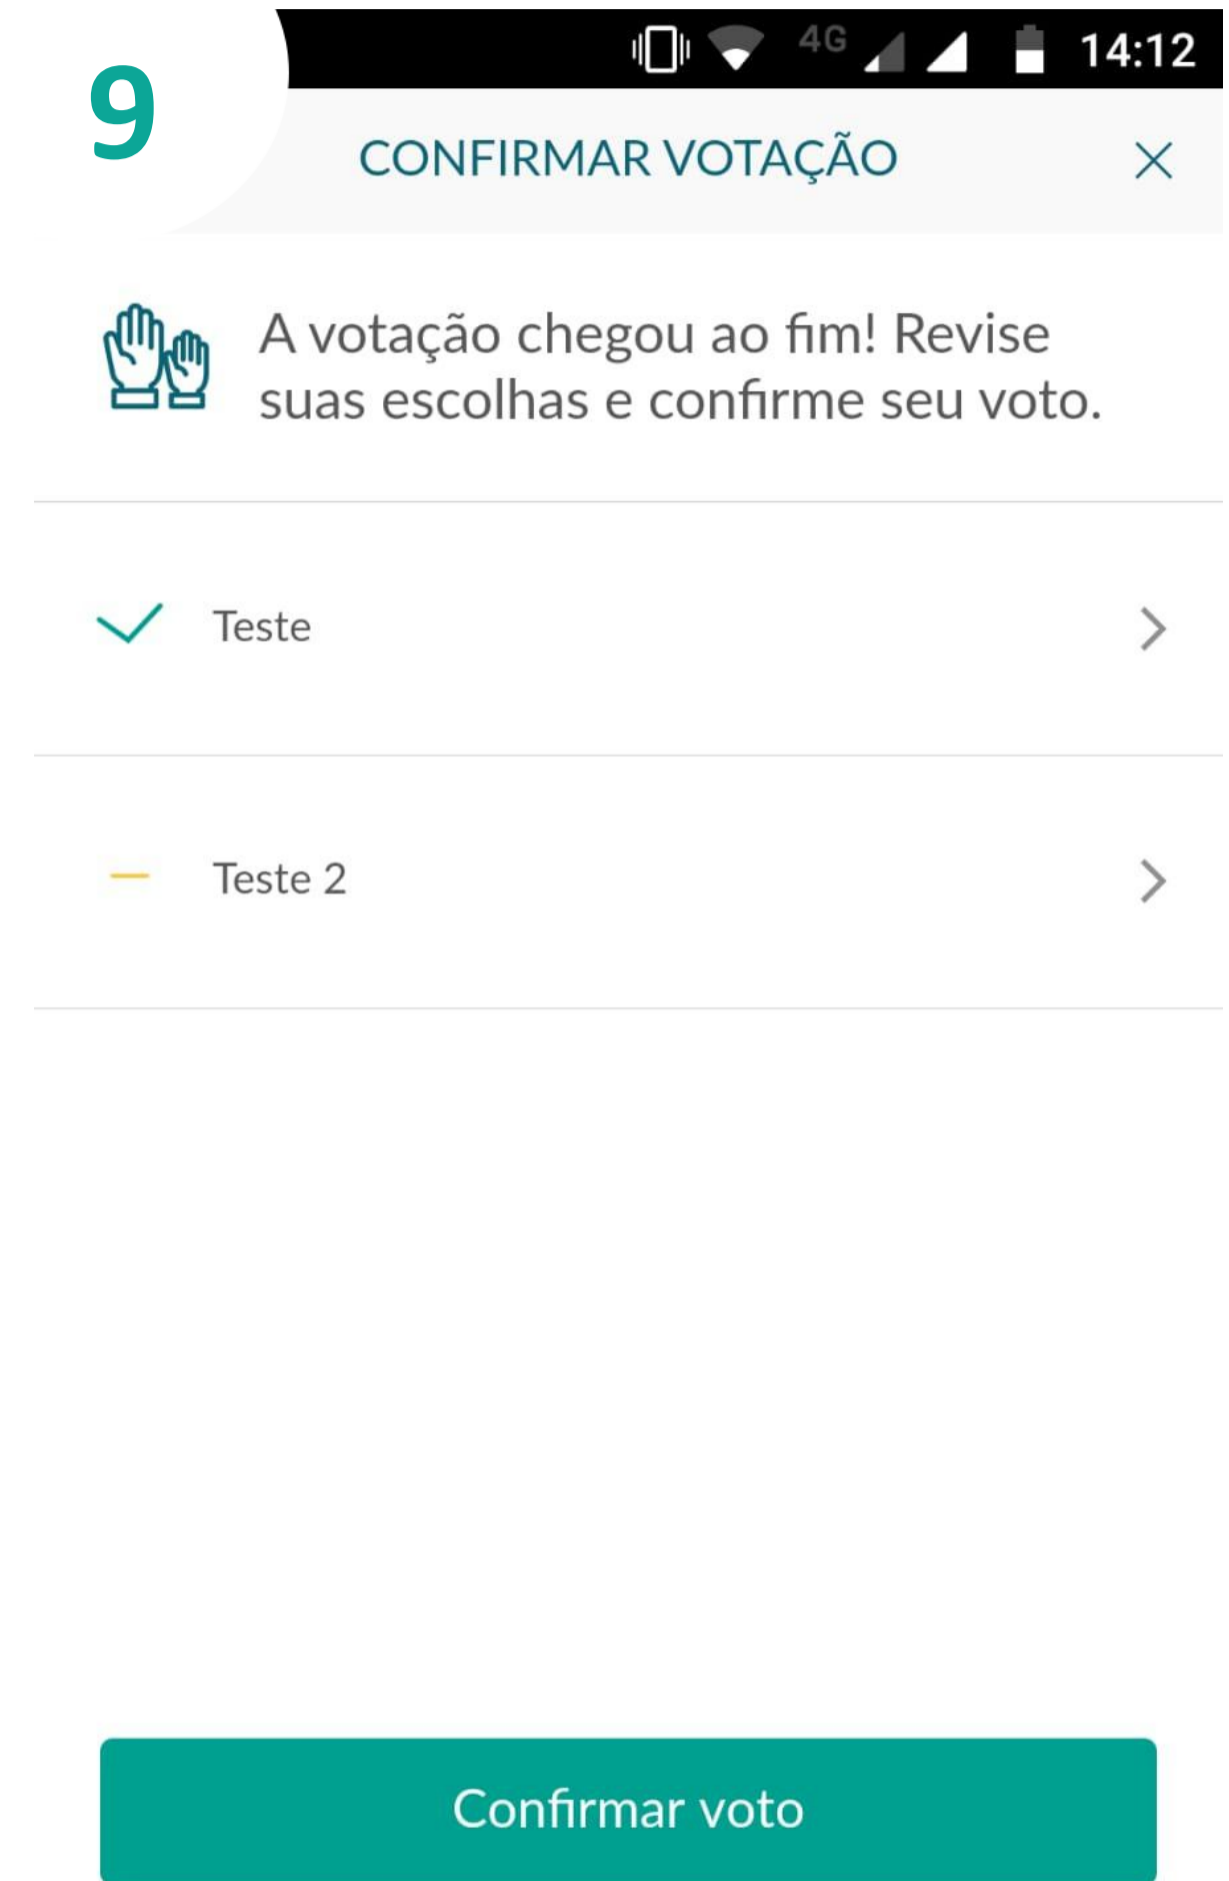 9
4G 14:12
CONFIRMAR VOTAÇÃO
A votação chegou ao fim! Revise
suas escolhas e confirme seu voto.
Teste
Teste 2
Confirmar voto